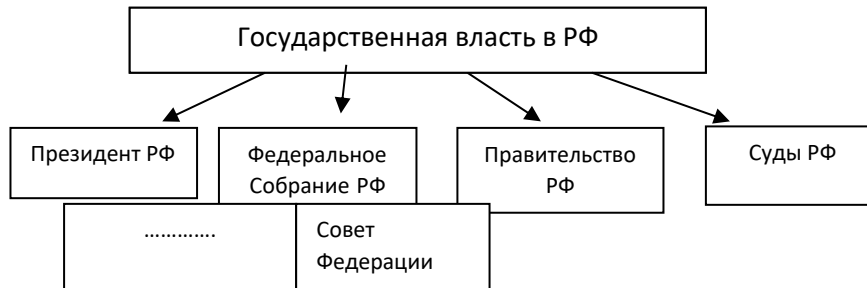 Государственная власть в РФ
Президент РФ
Федеральное
Собрание РФ
Правительство
РФ
Суды РФ
………….
Совет
Федерации